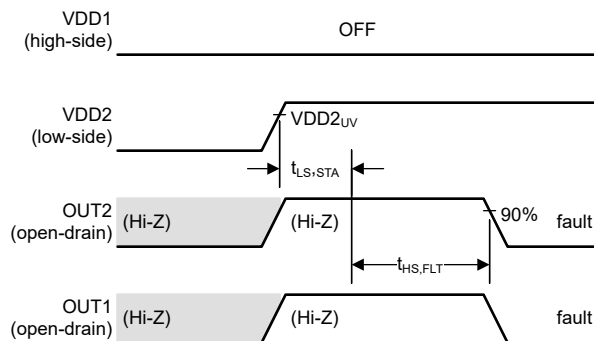 VDD1
(high-side)
OFF
VDD2
(low-side)
VDD2UV
tLS,STA
OUT2
(open-drain)
(Hi-Z)
(Hi-Z)
90%
fault
tHS,FLT
OUT1
(open-drain)
(Hi-Z)
(Hi-Z)
fault